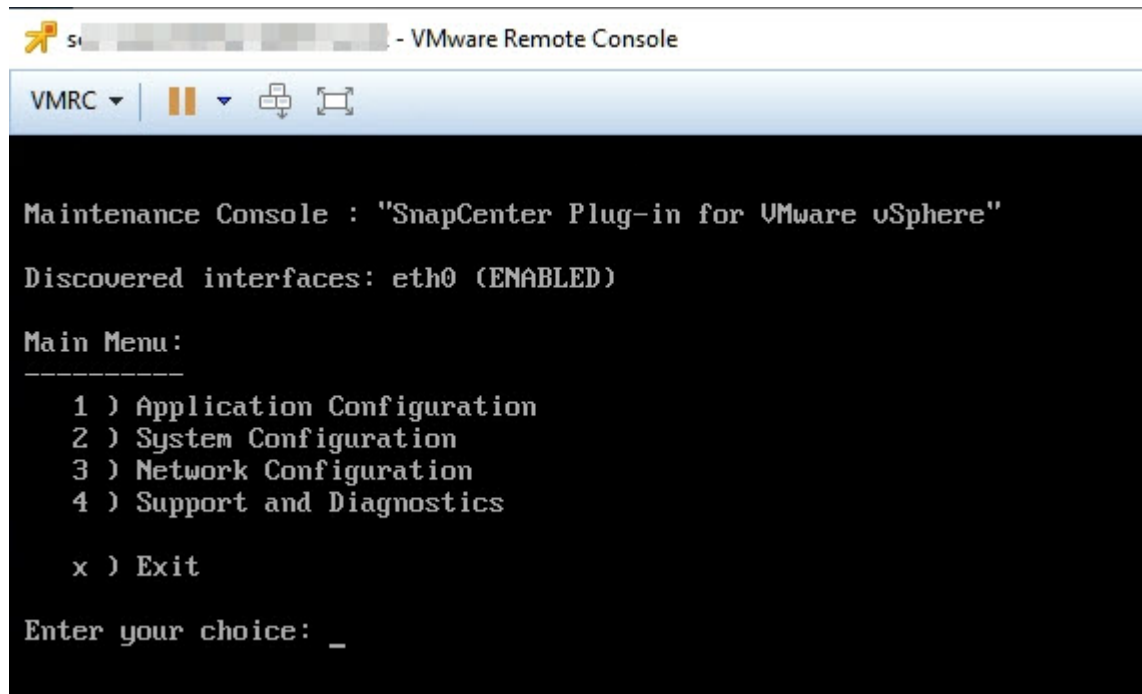 - VMware Remote Console
VMRC
Maintenance Console : "SnapCenter Plug-in for VMware vSphere"
Discovered interfaces: eth0 (ENABLED)
Main Menu:
----------
1 ) Application Configuration
2 ) System Configuration
3 ) Network Configuration
4 ) Support and Diagnostics
x ) Exit
Enter your choice: _